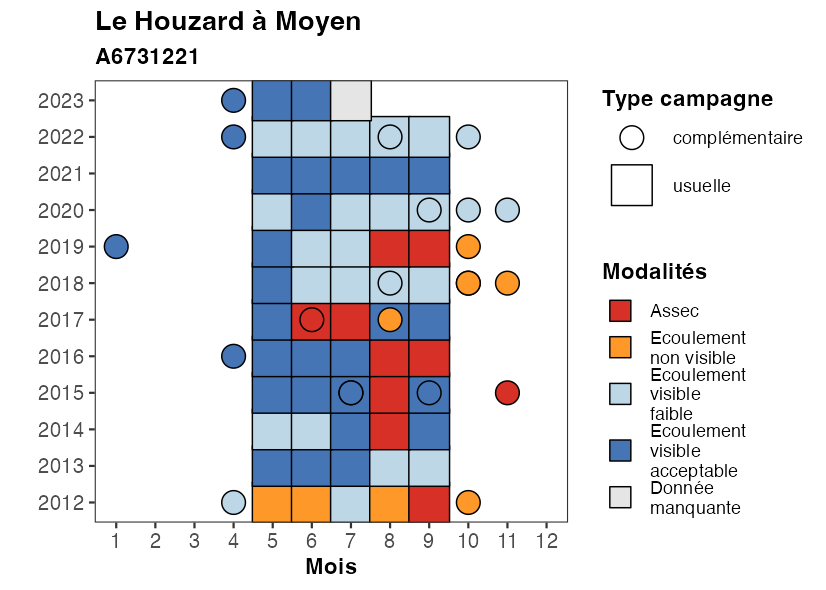 Le Houzard à Moyen
A6731221
2023
2022
2021
2020
2019
2018
2017
2016
2015
2014
2013
2012
1 2 3 4 5 6 7 8 9 10 11 12
Mois
Type campagne
complémentaire
usuelle
Modalités
Assec
Ecoulement
non visible
Ecoulement
visible
faible
Ecoulement
visible
acceptable
Donnée
manquante